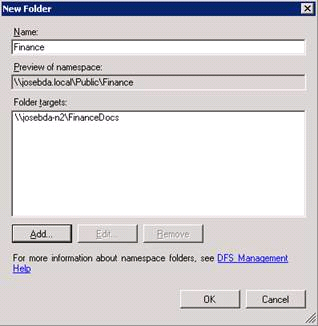 New Folder
Name:
Finance
Preview of namespace:
\\josebda.local\Public\Finance
Folder targets:
\\josebda-n2\FinanceDocs
Add... Edit... Remove
For more information about namespace folders, see DFS Management
Help
OK Cancel